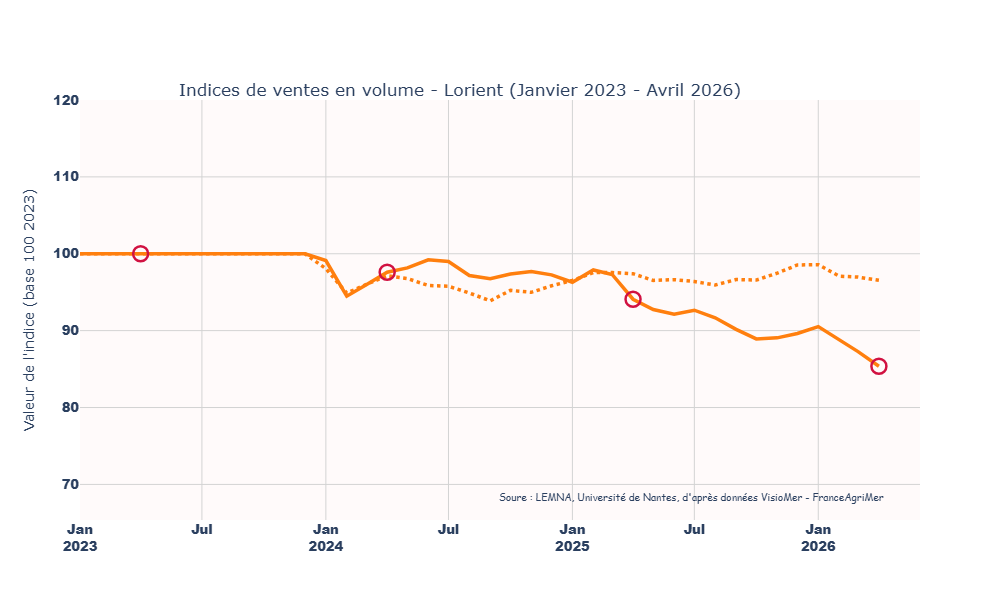 Indices de ventes en volume - Lorient (Janvier 2023 - Avril 2026)
Valeur de l'indice (base 100 2023)
120
110
100
90
80
70
Soure : LEMNA, Université de Nantes, d'après données VisioMer - FranceAgriMer
Jan Jul Jan Jul Jan Jul Jan
2023 2024 2025 2026